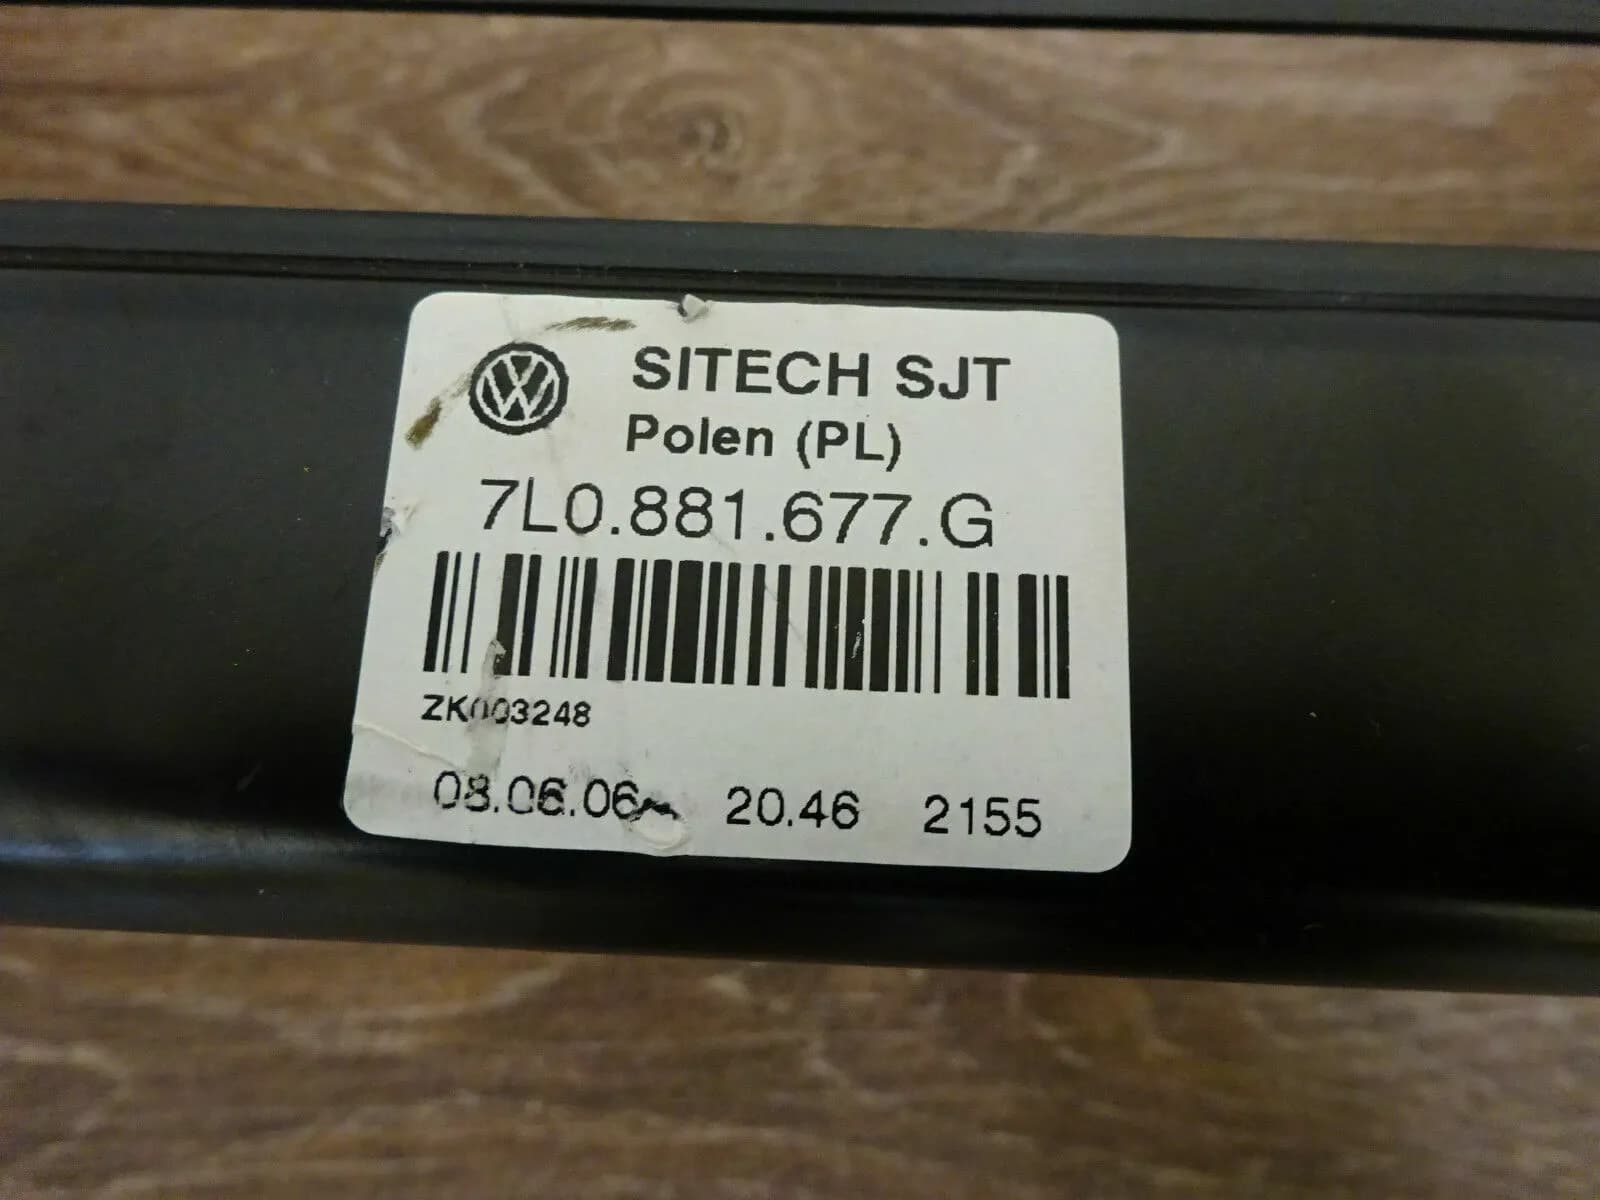 SITECH SJT
Polen (PL)
7L0.881.677.G
ZK003248
08.06.06 20.46 2155